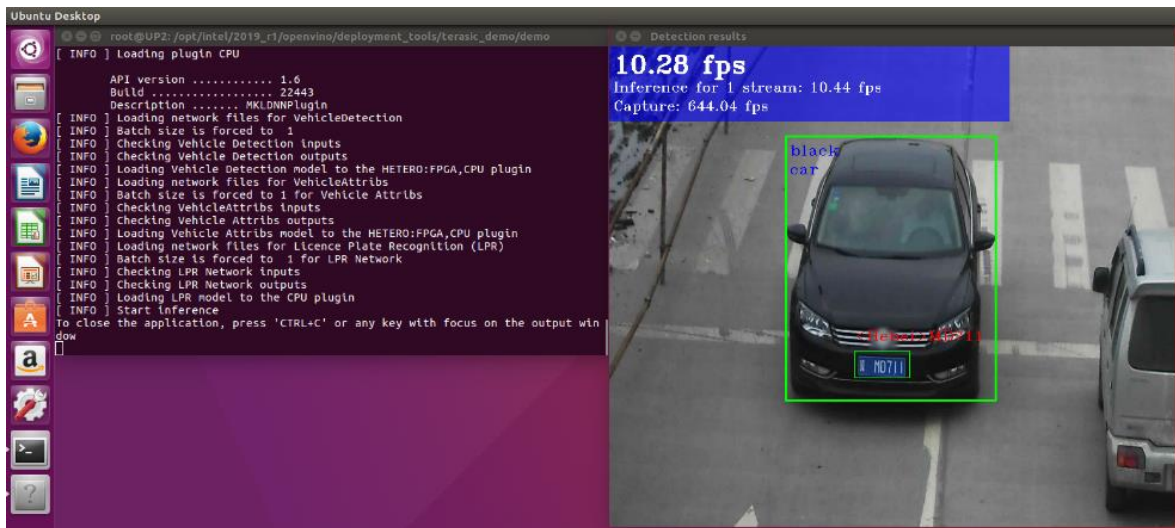 Ubuntu Desktop
root@UP2: /opt/intel/2019_r1/openvino/deployment_tools/terasic_demo/demo
[ INFO ] Loading plugin CPU
API version ............ 1.6
Build .................. 22443
Description ....... MKLDNNPlugin
[ INFO ] Loading network files for VehicleDetection
[ INFO ] Batch size is forced to  1
[ INFO ] Checking Vehicle Detection inputs
[ INFO ] Checking Vehicle Detection outputs
[ INFO ] Loading Vehicle Detection model to the HETERO:FPGA,CPU plugin
[ INFO ] Loading network files for VehicleAttribs
[ INFO ] Batch size is forced to 1 for Vehicle Attribs
[ INFO ] Checking VehicleAttribs inputs
[ INFO ] Checking Vehicle Attribs outputs
[ INFO ] Loading Vehicle Attribs model to the HETERO:FPGA,CPU plugin
[ INFO ] Loading network files for Licence Plate Recognition (LPR)
[ INFO ] Batch size is forced to  1 for LPR Network
[ INFO ] Checking LPR Network inputs
[ INFO ] Checking LPR Network outputs
[ INFO ] Loading LPR model to the CPU plugin
[ INFO ] Start inference
To close the application, press 'CTRL+C' or any key with focus on the output win
dow
Detection results
10.28 fps
Inference for 1 stream: 10.44 fps
Capture: 644.04 fps
black
car
MD711